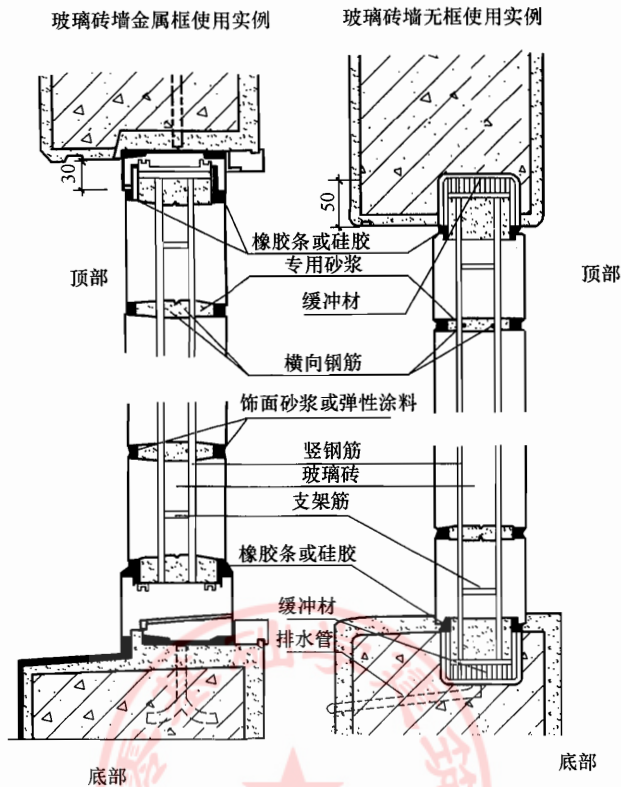 玻璃砖墙金属框使用实例
玻璃砖墙无框使用实例
30
50
橡胶条或硅胶
专用砂浆
顶部
顶部
缓冲材
横向钢筋
饰面砂浆或弹性涂料
竖钢筋
玻璃砖
支架筋
橡胶条或硅胶
缓冲材
排水管
底部
底部